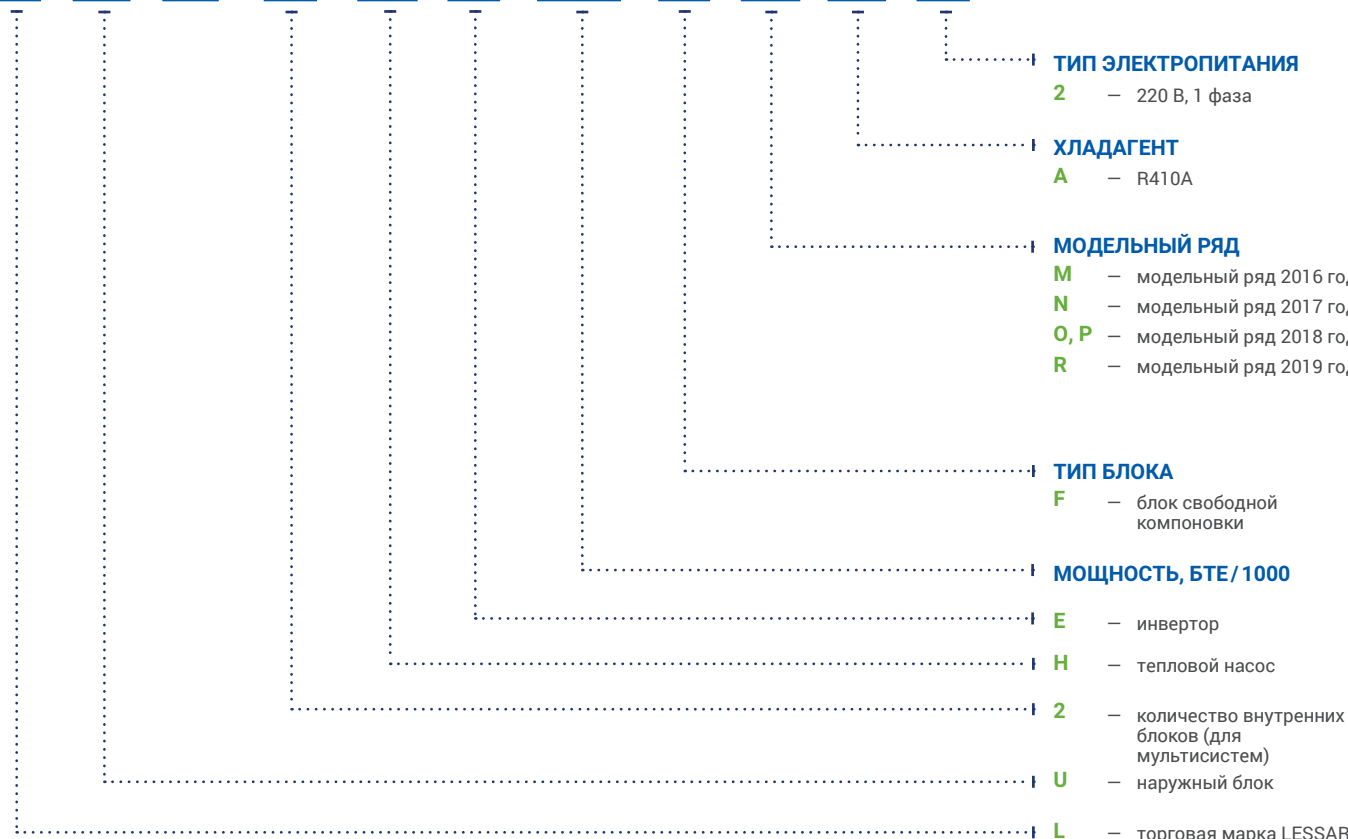 ТИП ЭЛЕКТРОПИТАНИЯ
2 — 220 В, 1 фаза
ХЛАДАГЕНТ
A — R410A
МОДЕЛЬНЫЙ РЯД
M — модельный ряд 2016
N — модельный ряд 2017
O, P — модельный ряд 2018
R — модельный ряд 2019
ТИП БЛОКА
F — блок свободной
компоновки
МОЩНОСТЬ, БТЕ/1000
E — инвертор
H — тепловой насос
2 — количество внутренних
блоков (для
мультисистем)
U — наружный блок
L — торговая марка LESSAR